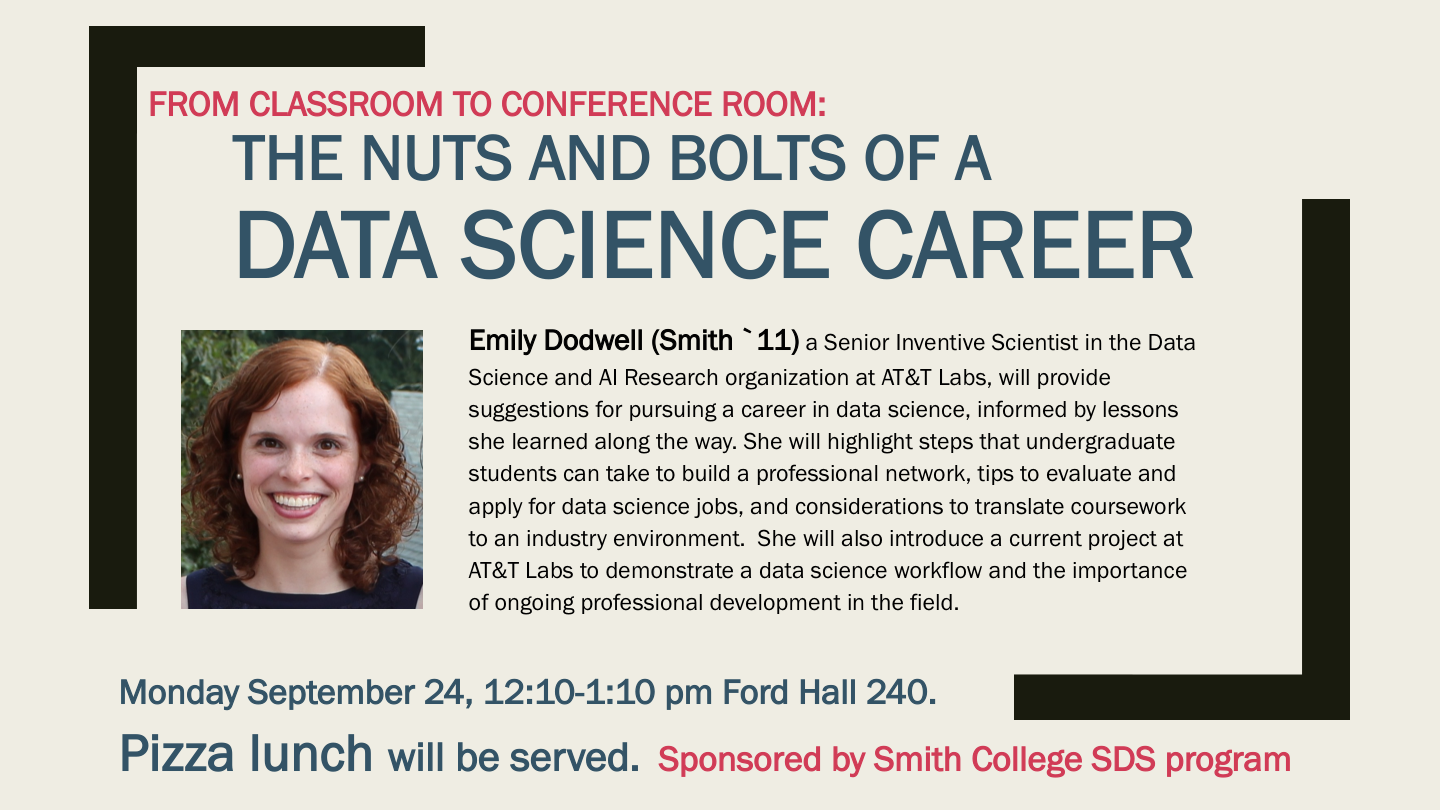 FROM CLASSROOM TO CONFERENCE ROOM:
THE NUTS AND BOLTS OF A
DATA SCIENCE CAREER
Emily Dodwell (Smith `11) a Senior Inventive Scientist in the Data
Science and AI Research organization at AT&T Labs, will provide
suggestions for pursuing a career in data science, informed by lessons
she learned along the way. She will highlight steps that undergraduate
students can take to build a professional network, tips to evaluate and
apply for data science jobs, and considerations to translate coursework
to an industry environment.  She will also introduce a current project at
AT&T Labs to demonstrate a data science workflow and the importance
of ongoing professional development in the field.
Monday September 24, 12:10-1:10 pm Ford Hall 240.
Pizza lunch will be served.  Sponsored by Smith College SDS program